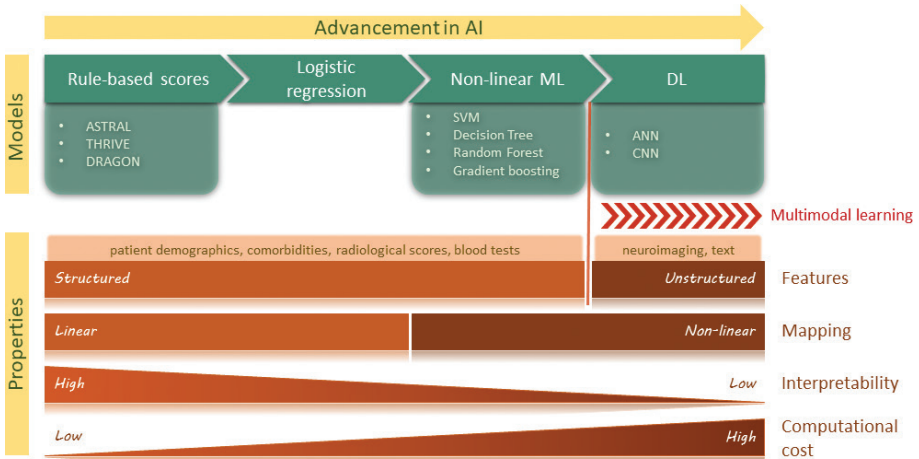 Advancement in AI
Models
Rule-based scores
Logistic
regression
Non-linear ML
DL
• ASTRAL
• THRIVE
• DRAGON
• SVM
• Decision Tree
• Random Forest
• Gradient boosting
• ANN
• CNN
Multimodal learning
Properties
patient demographics, comorbidities, radiological scores, blood tests
neuroimaging, text
Structured
Unstructured
Features
Linear
Non-linear
Mapping
High
Low
Interpretability
Low
High
Computational
cost